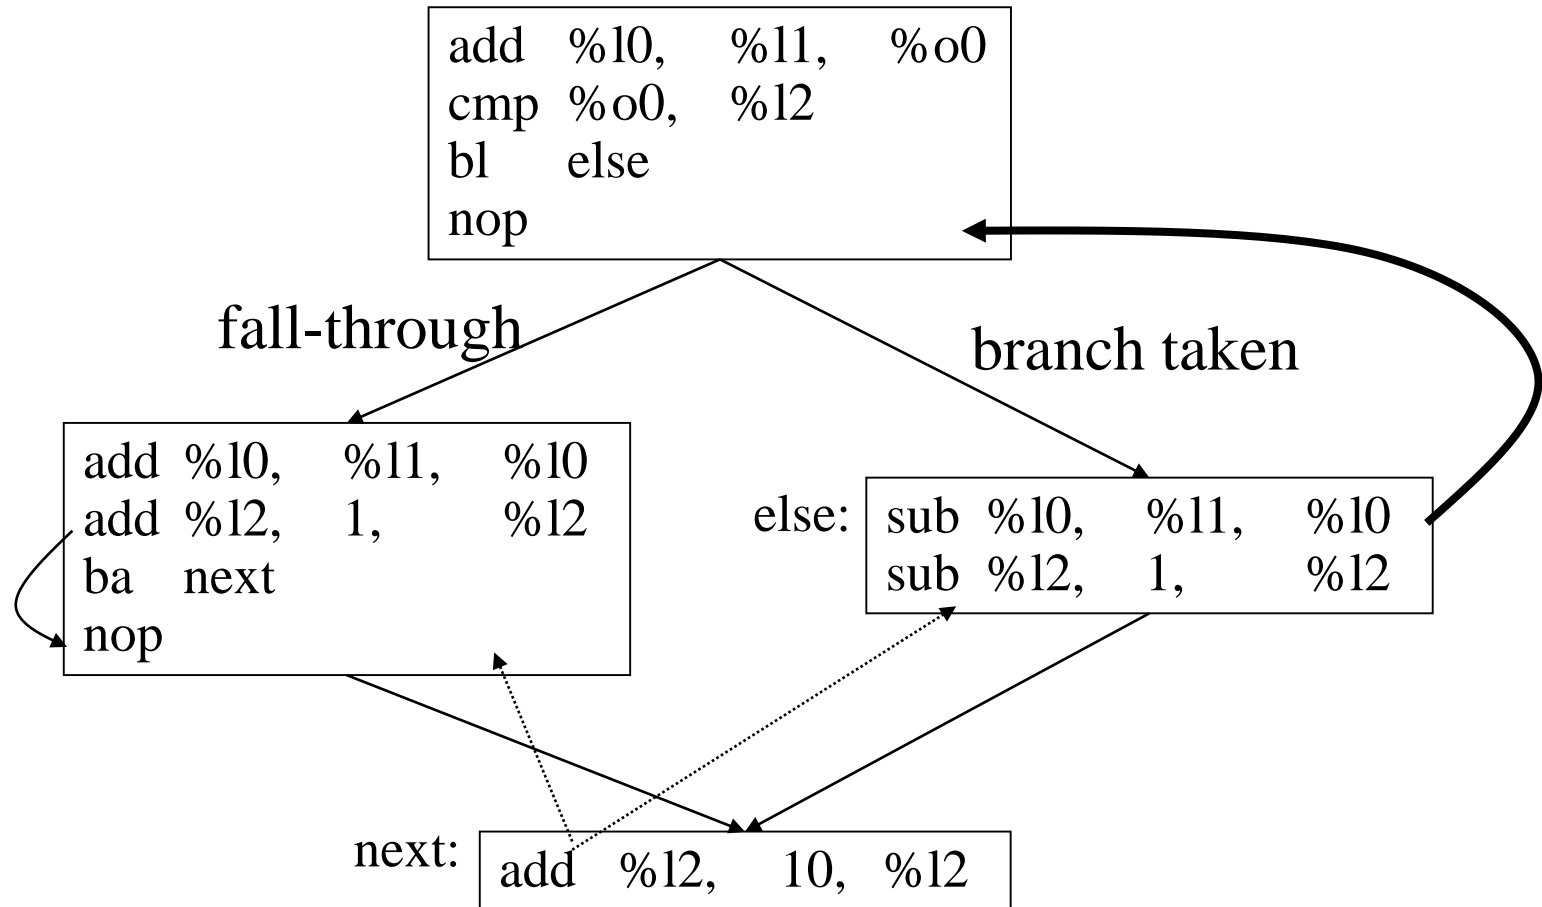 add %l0, %l1, %o0
cmp %o0, %l2
bl else
nop
fall-through
branch taken
add %l0, %l1, %l0
add %l2, 1, %l2
ba next
nop
else:
sub %l0, %l1, %l0
sub %l2, 1, %l2
next:
add %l2, 10, %l2